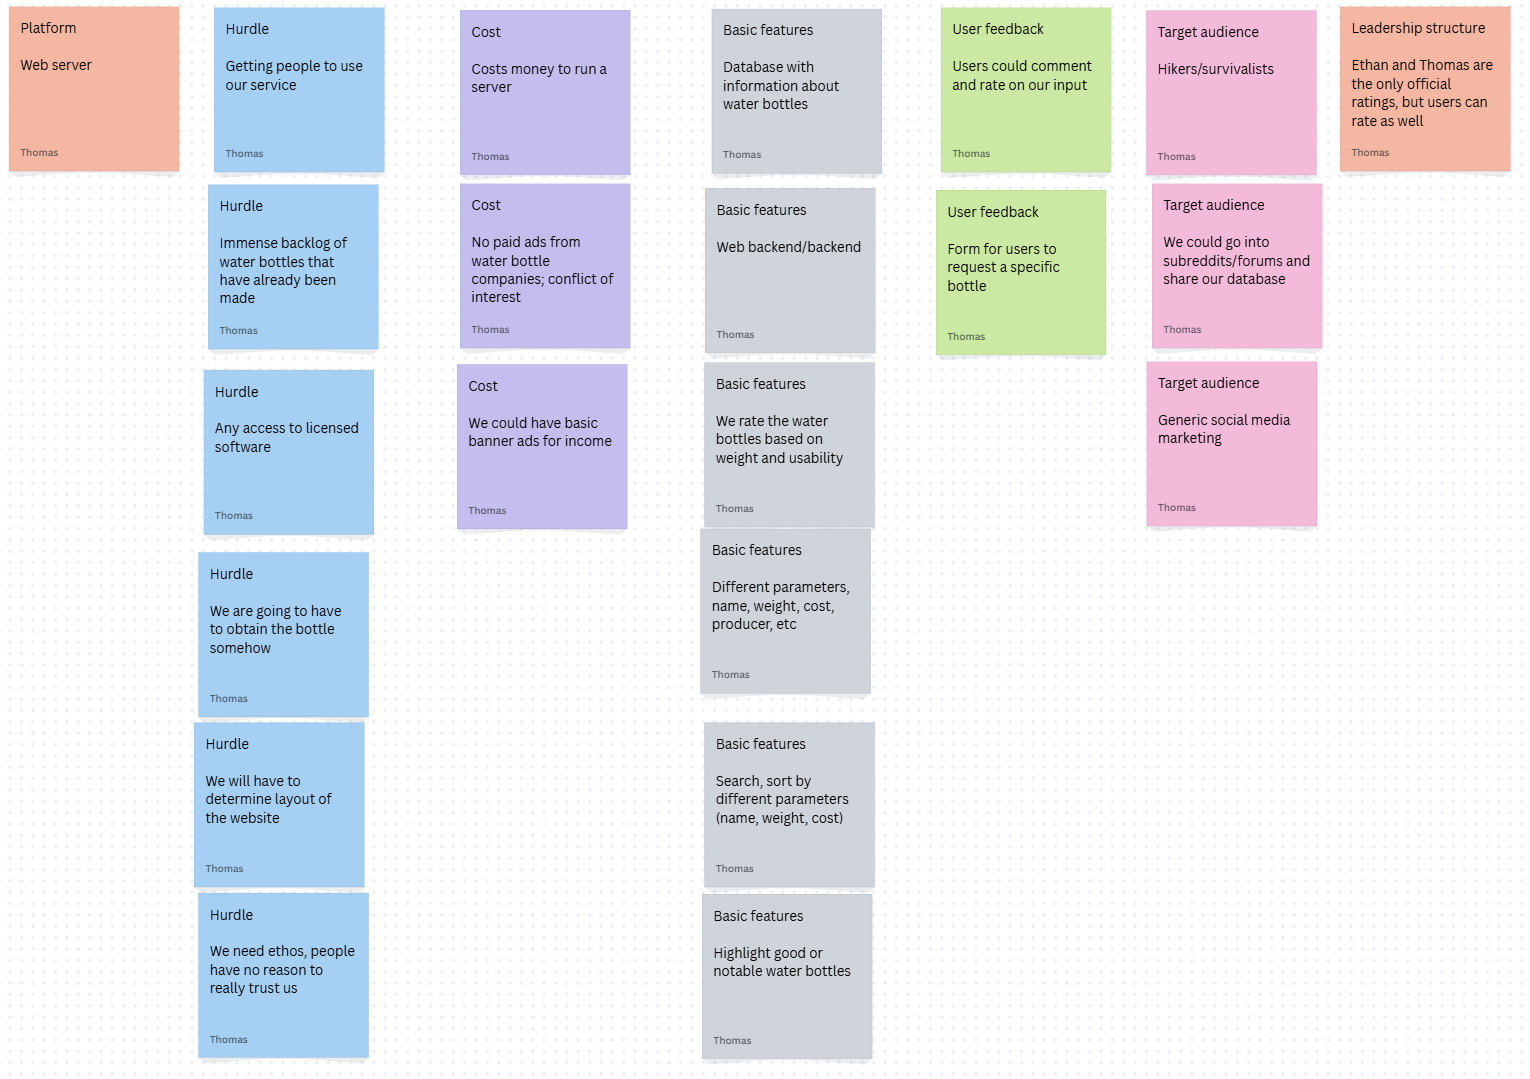 Platform
Web server
Thomas
Hurdle
Getting people to use
our service
Thomas
Hurdle
Immense backlog of
water bottles that
have already been
made
Thomas
Hurdle
Any access to licensed
software
Thomas
Hurdle
We are going to have
to obtain the bottle
somehow
Thomas
Hurdle
We will have to
determine layout of
the website
Thomas
Hurdle
We need ethos, people
have no reason to
really trust us
Thomas
Cost
Costs money to run a
server
Thomas
Cost
No paid ads from
water bottle
companies; conflict of
interest
Thomas
Cost
We could have basic
banner ads for income
Thomas
Basic features
Database with
information about
water bottles
Thomas
Basic features
Web backend/backend
Thomas
Basic features
We rate the water
bottles based on
weight and usability
Thomas
Basic features
Different parameters,
name, weight, cost,
producer, etc
Thomas
Basic features
Search, sort by
different parameters
(name, weight, cost)
Thomas
Basic features
Highlight good or
notable water bottles
Thomas
User feedback
Users could comment
and rate on our input
Thomas
User feedback
Form for users to
request a specific
bottle
Thomas
Target audience
Hikers/survivalists
Thomas
Target audience
We could go into
subreddits/forums and
share our database
Thomas
Target audience
Generic social media
marketing
Thomas
Leadership structure
Ethan and Thomas are
the only official
ratings, but users can
rate as well
Thomas